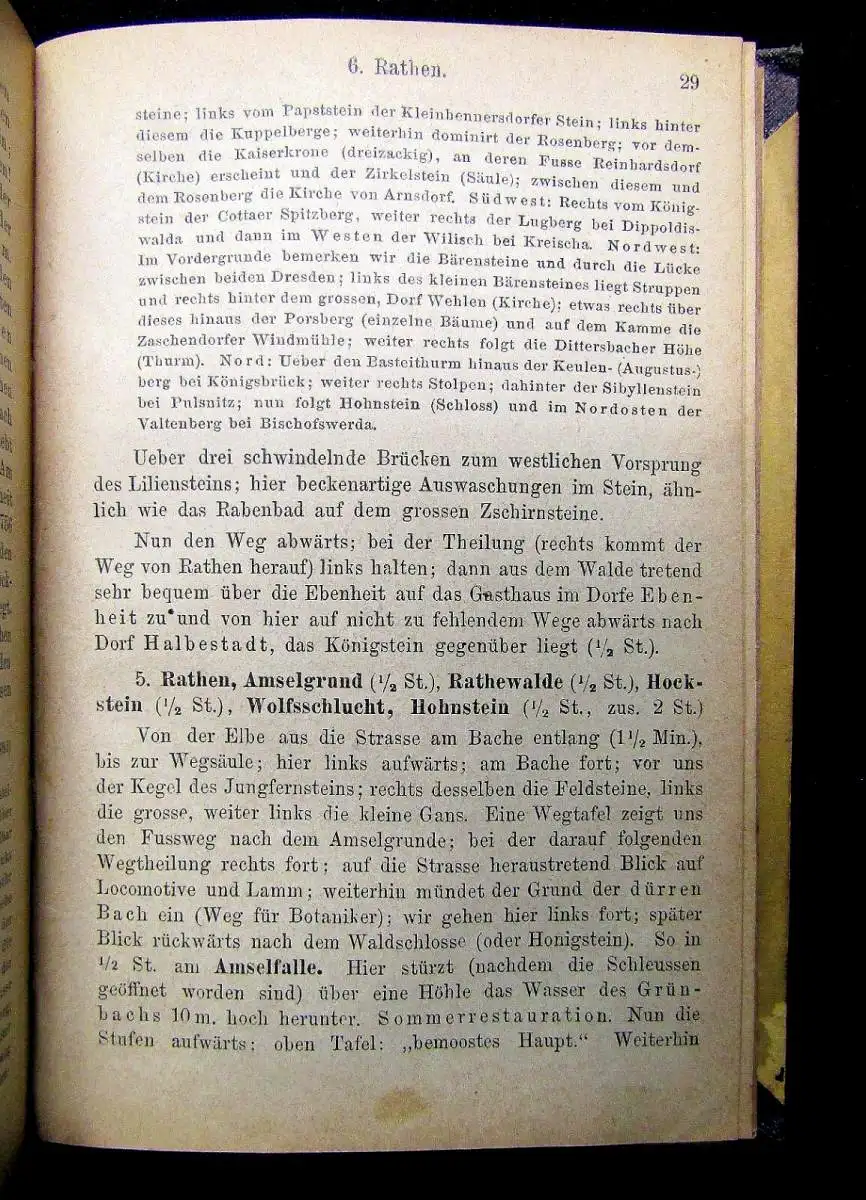 6. Rathen.
29
steine; links vom Papststein der Kleinhennersdorfer Stein; links hinter
diesem die Kuppelberge; weiterhin dominirt der Rosenberg; vor dem-
selben die Kaiserkrone (dreizackig), an deren Fusse Reinhardsdorf
(Kirche) erscheint und der Zirkelstein (Säule); zwischen diesem und
dem Rosenberg die Kirche von Arnsdorf. Südwest: Rechts vom König-
stein der Cottaer Spitzberg, weiter rechts der Lugberg bei Dippoldis-
walda und dann im Westen der Wilisch bei Kreischa. Nordwest:
Im Vordergrunde bemerken wir die Bärensteine und durch die Lücke
zwischen beiden Dresden; links des kleinen Bärensteines liegt Struppen
und rechts hinter dem grossen, Dorf Wehlen (Kirche); etwas rechts über
dieses hinaus der Porsberg (einzelne Bäume) und auf dem Kamme die
Zaschendorfer Windmühle; weiter rechts folgt die Dittersbacher Höhe
(Thurm). Nord: Ueber den Basteithurm hinaus der Keulen- (Augustus-)
berg bei Königsbrück; weiter rechts Stolpen; dahinter der Sibyllenstein
bei Pulsnitz; nun folgt Hohnstein (Schloss) und im Nordosten der
Valtenberg bei Bischofswerda.
Ueber drei schwindelnde Brücken zum westlichen Vorsprung
des Liliensteins; hier beckenartige Auswaschungen im Stein, ähn-
lich wie das Rabenbad auf dem grossen Zschirnsteine.
Nun den Weg abwärts; bei der Theilung (rechts kommt der
Weg von Rathen herauf) links halten; dann aus dem Walde tretend
sehr bequem über die Ebenheit auf das Gasthaus im Dorfe Eben-
heit zu und von hier auf nicht zu fehlendem Wege abwärts nach
Dorf Halbestadt, das Königstein gegenüber liegt (1/2 St.).
5. Rathen, Amselgrund (1/2 St.), Rathewalde (1/2 St.), Hock-
stein (1/2 St.), Wolfsschlucht, Hohnstein (1/2 St., zus. 2 St.)
Von der Elbe aus die Strasse am Bache entlang (1 1/2 Min.),
bis zur Wegsäule; hier links aufwärts; am Bache fort; vor uns
der Kegel des Jungfernsteins; rechts desselben die Feldsteine, links
die grosse, weiter links die kleine Gans. Eine Wegtafel zeigt uns
den Fussweg nach dem Amselgrunde; bei der darauf folgenden
Wegtheilung rechts fort; auf die Strasse heraustretend Blick auf
Locomotive und Lamm; weiterhin mündet der Grund der dürren
Bach ein (Weg für Botaniker); wir gehen hier links fort; später
Blick rückwärts nach dem Waldschlosse (oder Honigstein). So in
1/2 St. am Amselfalle. Hier stürzt (nachdem die Schleussen
geöffnet worden sind) über eine Höhle das Wasser des Grün-
bachs 10 m. hoch herunter. Sommerrestauration. Nun die
Stufen aufwärts; oben Tafel: „bemoostes Haupt.“ Weiterhin